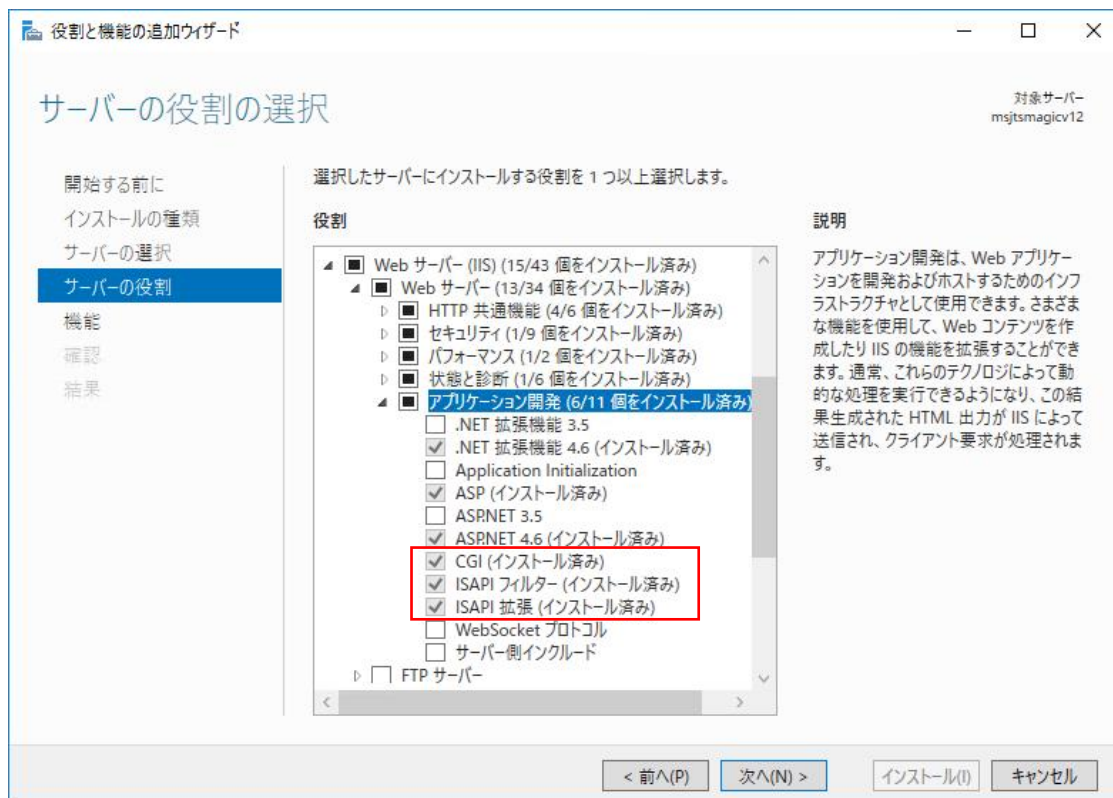 役割と機能の追加ウィザード
サーバーの役割の選択
対象サーバー
msjtsmagicv12
開始する前に
インストールの種類
サーバーの選択
サーバーの役割
機能
確認
結果
選択したサーバーにインストールする役割を 1 つ以上選択します。
役割
Web サーバー (IIS) (15/43 個をインストール済み)
Web サーバー (13/34 個をインストール済み)
HTTP 共通機能 (4/6 個をインストール済み)
セキュリティ (1/9 個をインストール済み)
パフォーマンス (1/2 個をインストール済み)
状態と診断 (1/6 個をインストール済み)
アプリケーション開発 (6/11 個をインストール済み)
.NET 拡張機能 3.5
.NET 拡張機能 4.6 (インストール済み)
Application Initialization
ASP (インストール済み)
ASP.NET 3.5
ASP.NET 4.6 (インストール済み)
CGI (インストール済み)
ISAPI フィルター (インストール済み)
ISAPI 拡張 (インストール済み)
WebSocket プロトコル
サーバー側インクルード
FTP サーバー
説明
アプリケーション開発は、Web アプリケー
ションを開発およびホストするためのインフ
ラストラクチャとして使用できます。さまざま
な機能を使用して、Web コンテンツを作
成したり IIS の機能を拡張することができ
ます。通常、これらのテクノロジによって動
的な処理を実行できるようになり、この結
果生成された HTML 出力が IIS によって
送信され、クライアント要求が処理されま
す。
< 前へ(P)
次へ(N) >
インストール(I)
キャンセル